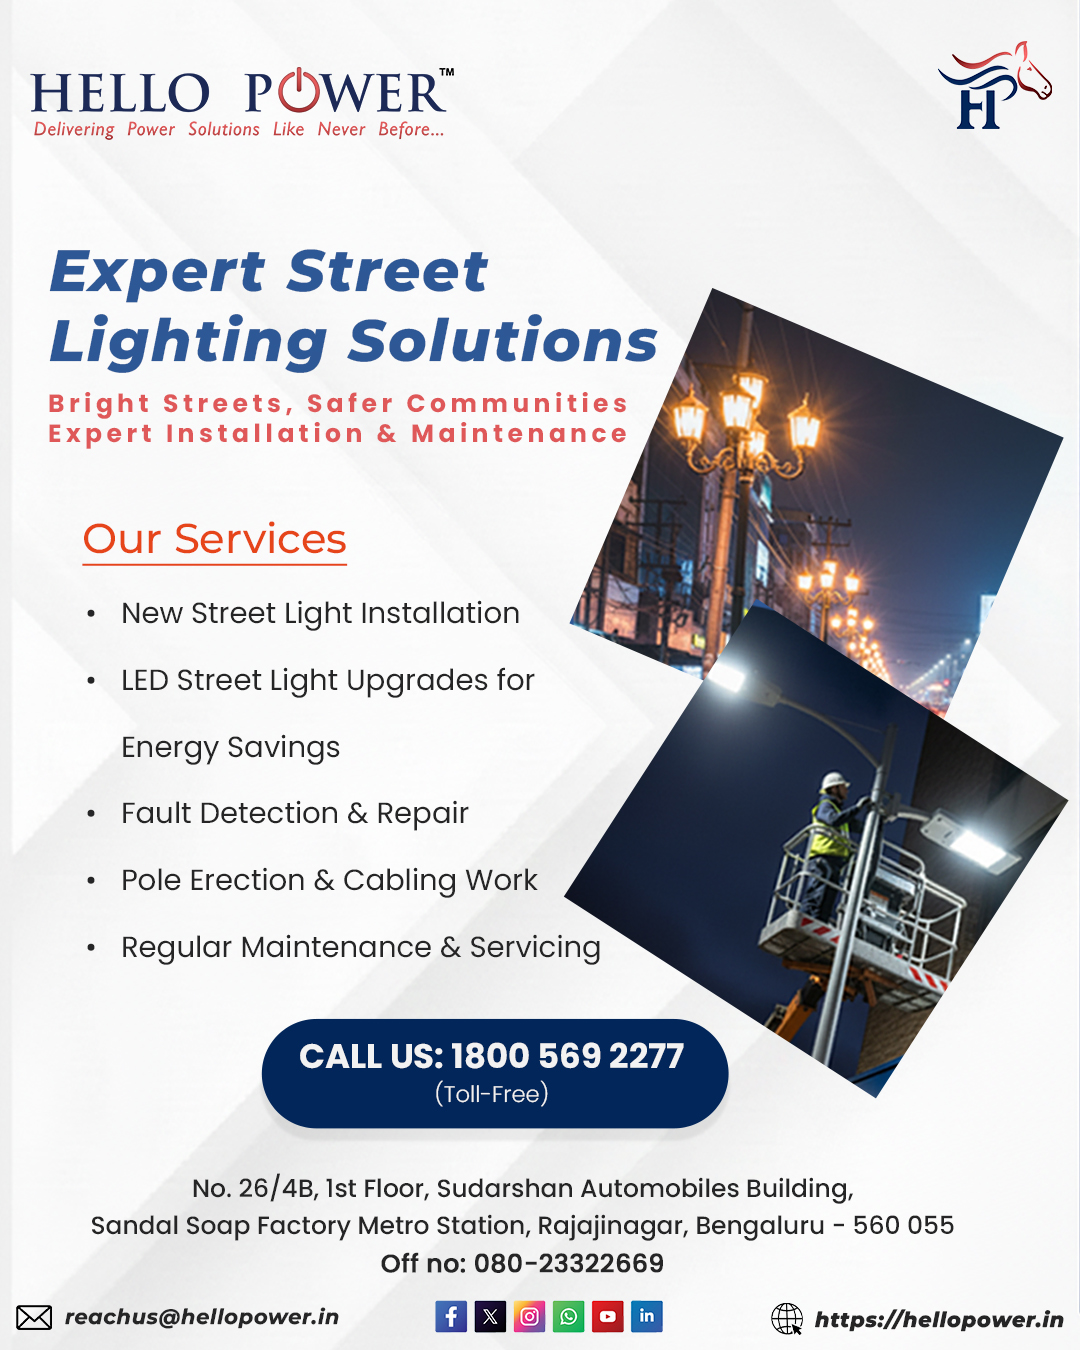 HELLO POWER™
Delivering Power Solutions Like Never Before...
H
Expert Street
Lighting Solutions
Bright Streets, Safer Communities
Expert Installation & Maintenance
Our Services
• New Street Light Installation
• LED Street Light Upgrades for
Energy Savings
• Fault Detection & Repair
• Pole Erection & Cabling Work
• Regular Maintenance & Servicing
CALL US: 1800 569 2277
(Toll-Free)
No. 26/4B, 1st Floor, Sudarshan Automobiles Building,
Sandal Soap Factory Metro Station, Rajajinagar, Bengaluru - 560 055
Off no: 080-23322669
reachus@hellopower.in
https://hellopower.in